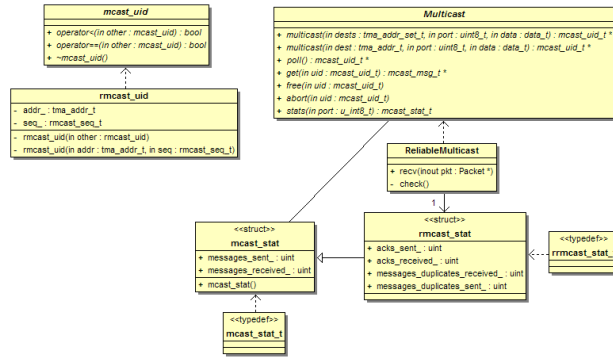 mcast_uid
+ operator<(in other : mcast_uid) : bool
+ operator==(in other : mcast_uid) : bool
+ ~mcast_uid()
rmcast_uid
- addr_ : tma_addr_t
- seq_ : rmcast_seq_t
- rmcast_uid(in other : rmcast_uid)
- rmcast_uid(in addr : tma_addr_t, in seq : rmcast_seq_t)
Multicast
+ multicast(in dests : tma_addr_set_t, in port : uint8_t, in data : data_t) : mcast_uid_t *
+ multicast(in dest : tma_addr_t, in port : uint8_t, in data : data_t) : mcast_uid_t *
+ poll() : mcast_uid_t *
+ get(in uid : mcast_uid_t) : mcast_msg_t *
+ free(in uid : mcast_uid_t)
+ abort(in uid : mcast_uid_t)
+ stats(in port : u_int8_t) : mcast_stat_t
ReliableMulticast
+ recv(inout pkt : Packet *)
- check()
1
<<struct>>
mcast_stat
+ messages_sent_ : uint
+ messages_received_ : uint
+ mcast_stat()
<<struct>>
rmcast_stat
+ acks_sent_ : uint
+ acks_received_ : uint
+ messages_duplicates_received_ : uint
+ messages_duplicates_sent_ : uint
<<typedef>>
rrmcast_stat_
<<typedef>>
mcast_stat_t